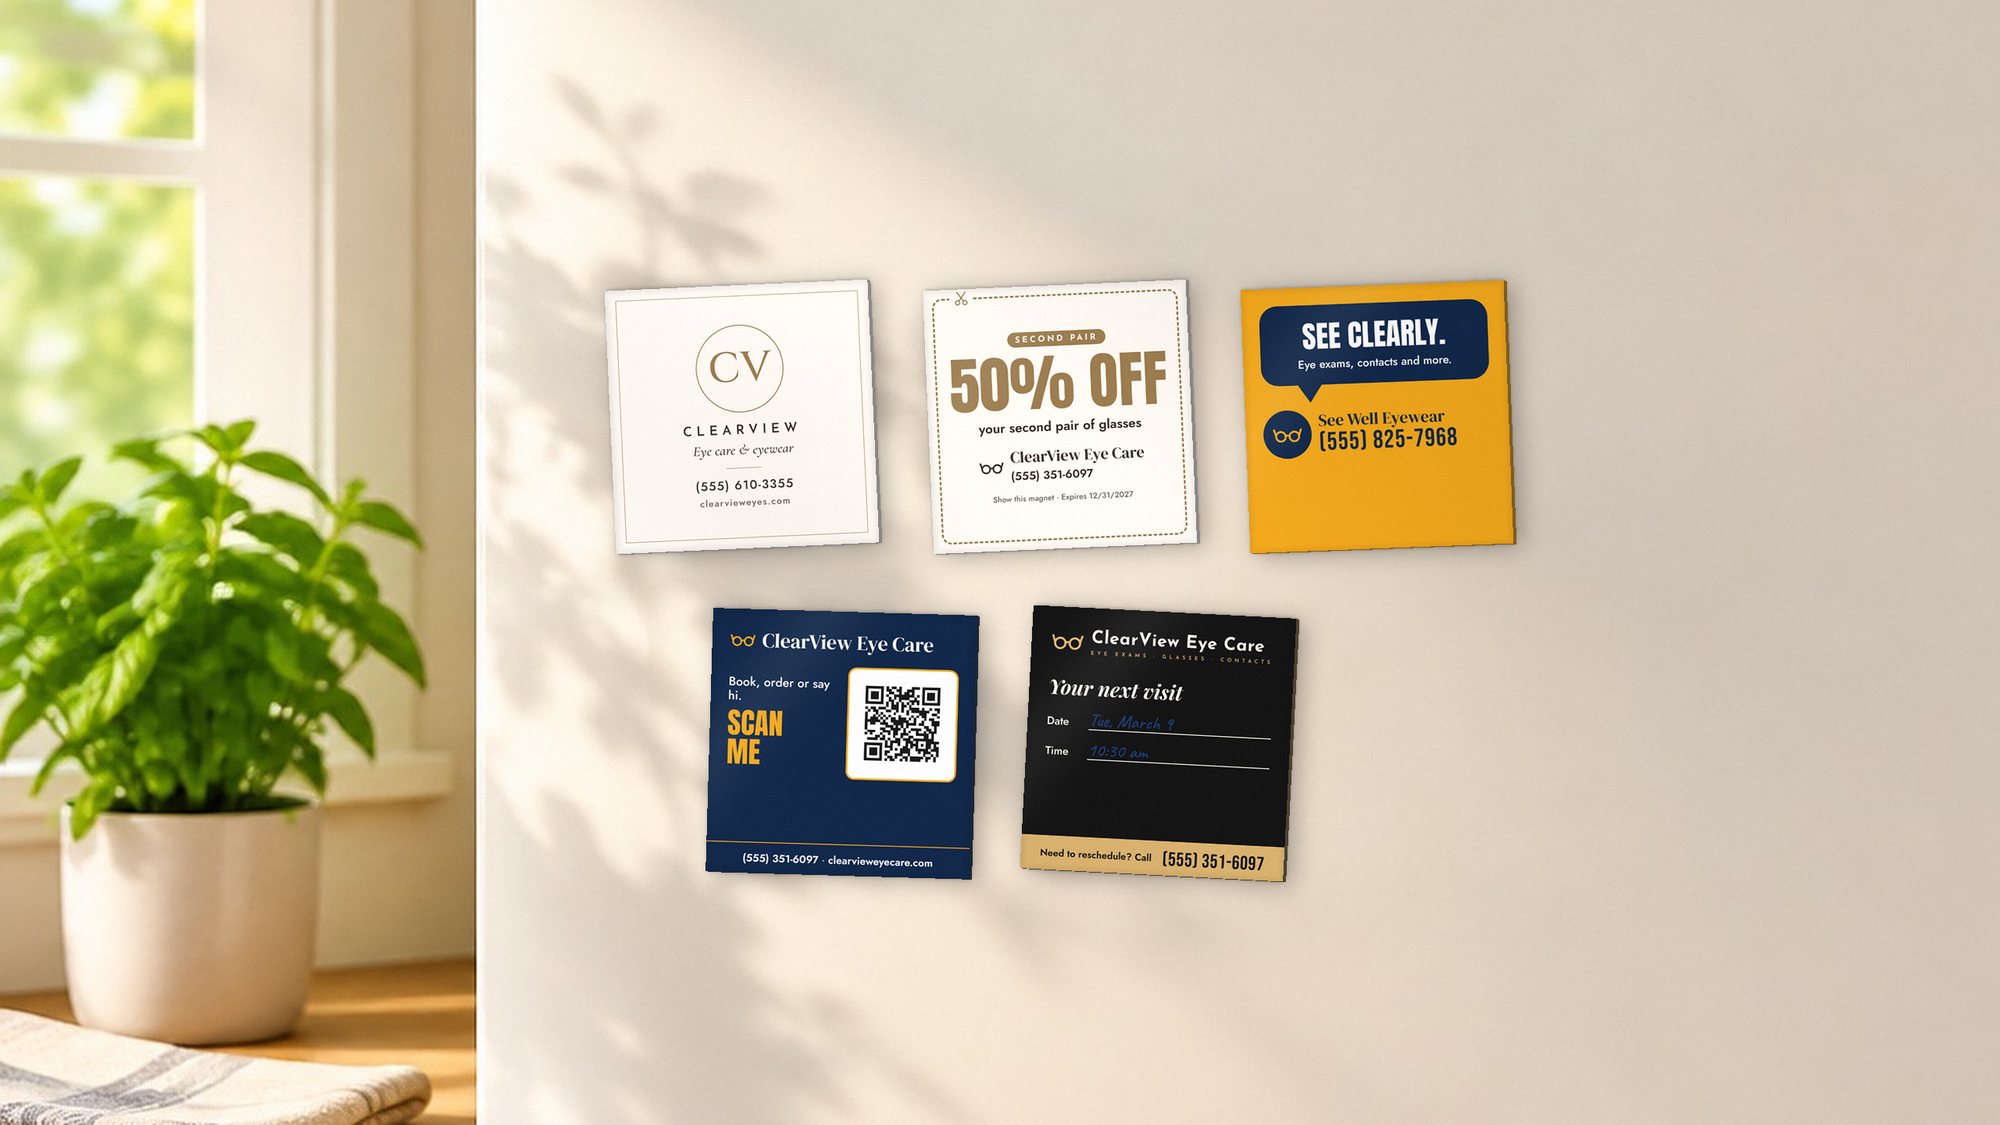 CV
CLEARVIEW
Eye care & eyewear
(555) 610-3355
clearvieweyes.com
SECOND PAIR
50% OFF
your second pair of glasses
ClearView Eye Care
(555) 351-6097
Show this magnet · Expires 12/31/2027
SEE CLEARLY.
Eye exams, contacts and more.
See Well Eyewear
(555) 825-7968
ClearView Eye Care
Book, order or say
hi.
SCAN
ME
(555) 351-6097 · clearvieweyecare.com
ClearView Eye Care
EYE EXAMS · GLASSES · CONTACTS
Your next visit
Date Tue, March 9
Time 10:30 am
Need to reschedule? Call (555) 351-6097